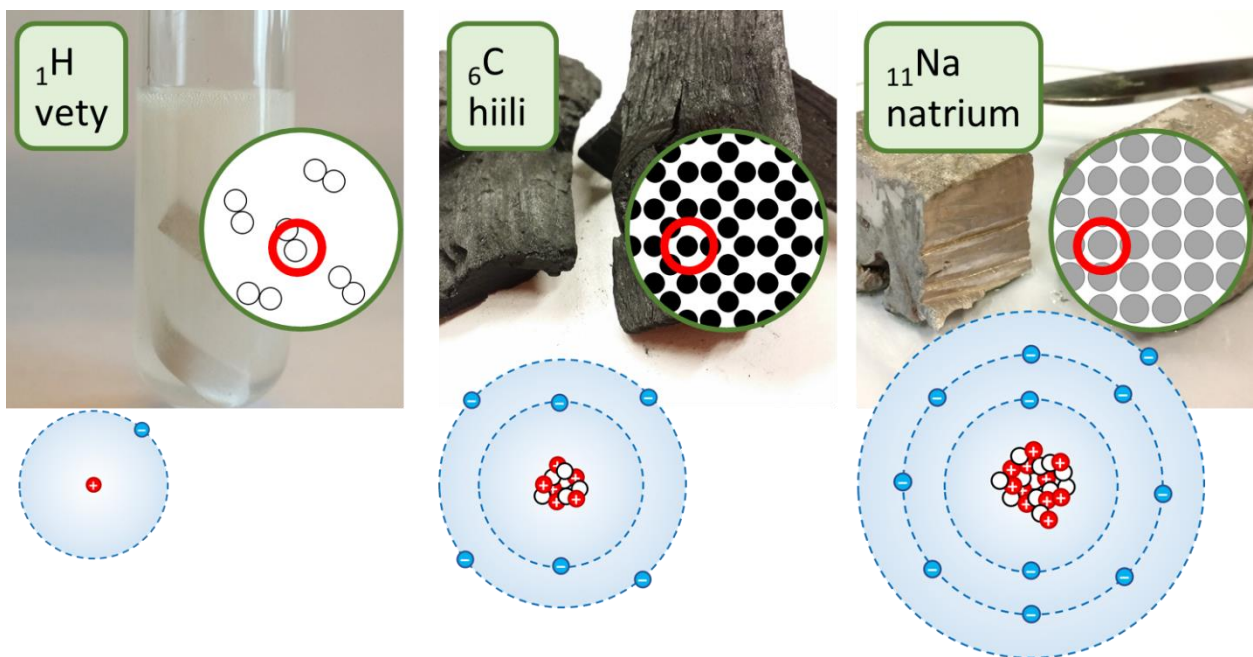 ₁H
vety
₆C
hiili
₁₁Na
natrium